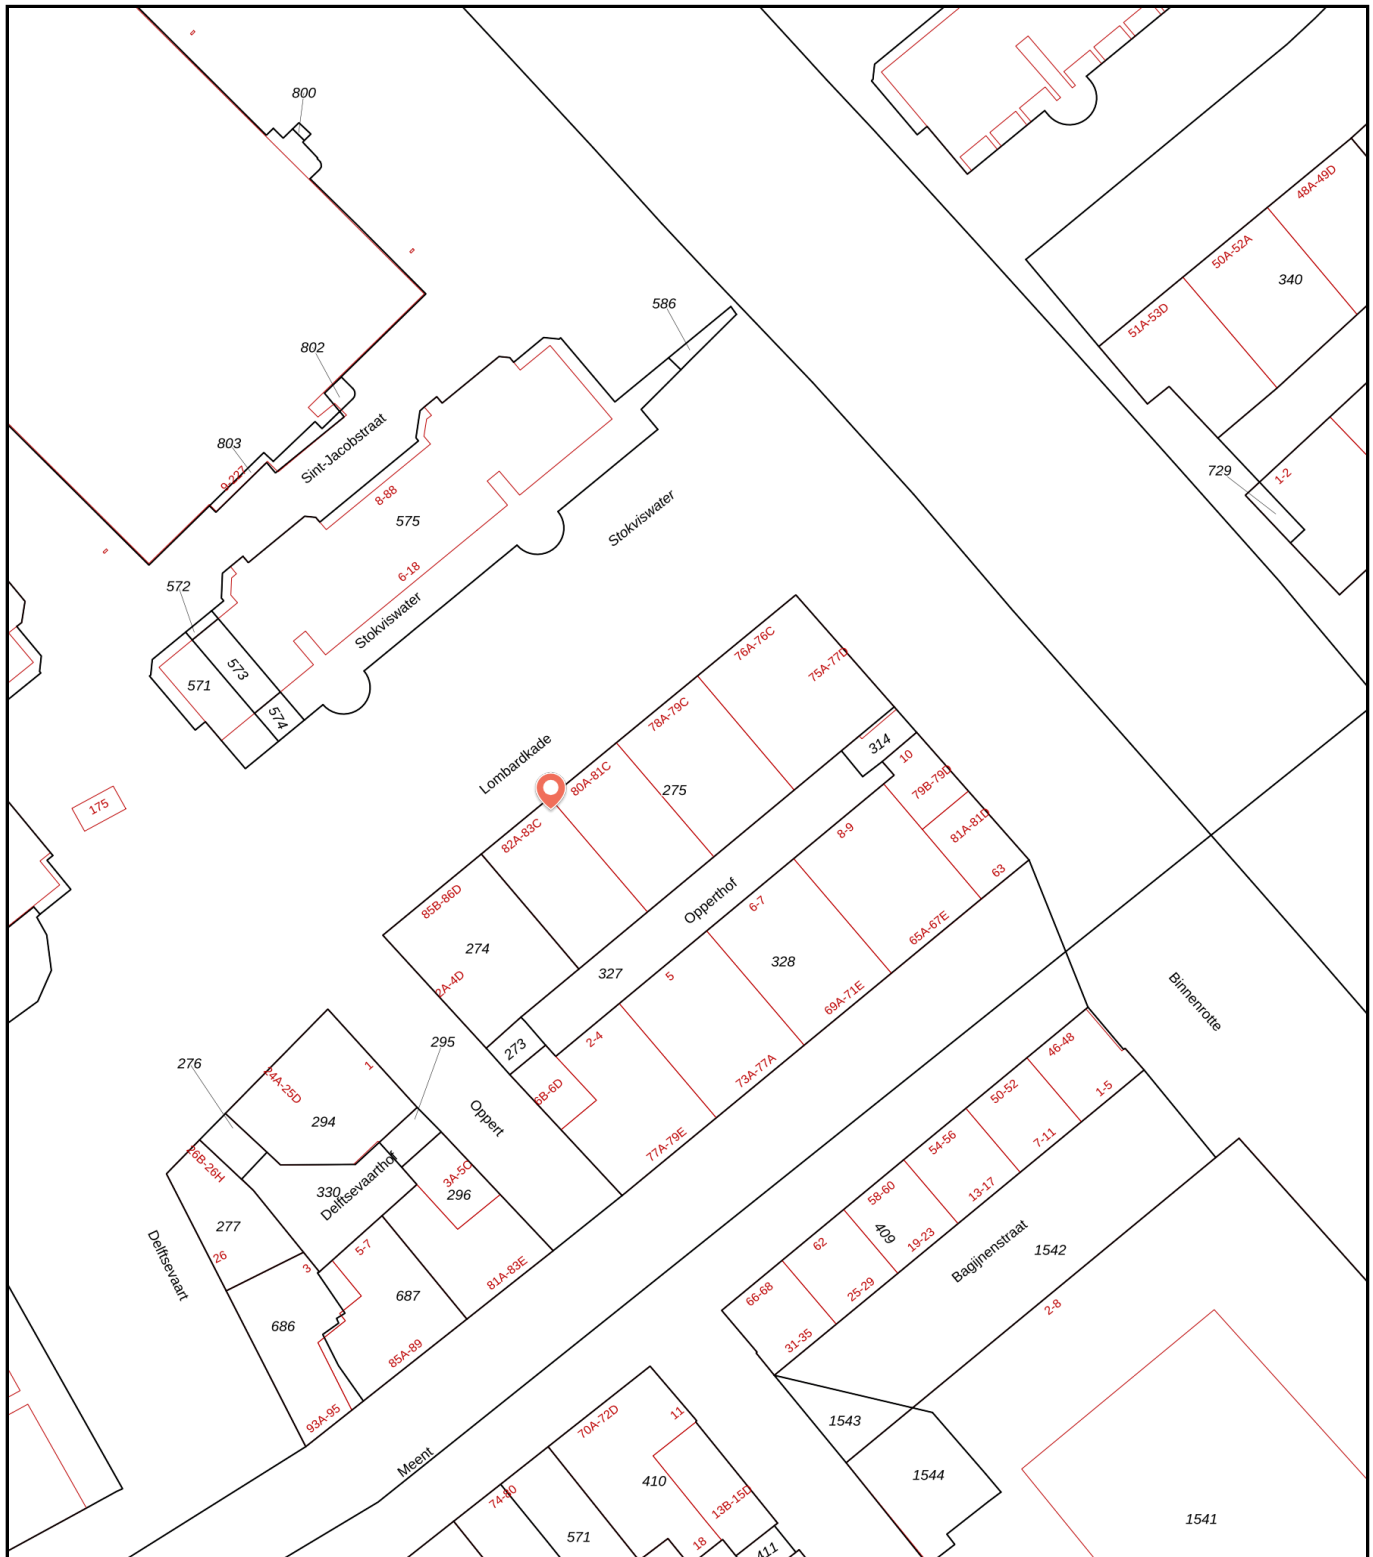 800
48A-49D
50A-52A
340
586
51A-53D
802
Sint-Jacobstraat
803
9-227
729
1-2
8-88
575
Stokviswater
6-18
572
Stokviswater
573
571
574
76A-76C
75A-77D
78A-79C
314
Lombardkade
10
80A-81C
275
79B-79D
175
82A-83C
8-9
81A-81D
63
85B-86D
Opperthof
6-7
65A-67E
274
328
5
327
2A-4D
69A-71E
Binnenrotte
2-4
273
295
276
1
46-48
24A-25D
73A-77A
6B-6D
50-52
1-5
294
Oppert
54-56
7-11
77A-79E
26B-26H
3A-5C
330
Delftsevaarthof
296
58-60
13-17
277
409
19-23
62
5-7
26
Bagijnenstraat
1542
Delftsevaart
3
81A-83E
25-29
66-68
687
2-8
686
31-35
85A-89
93A-95
70A-72D
11
1543
Meent
410
1544
74-80
13B-15D
1541
571
18
411